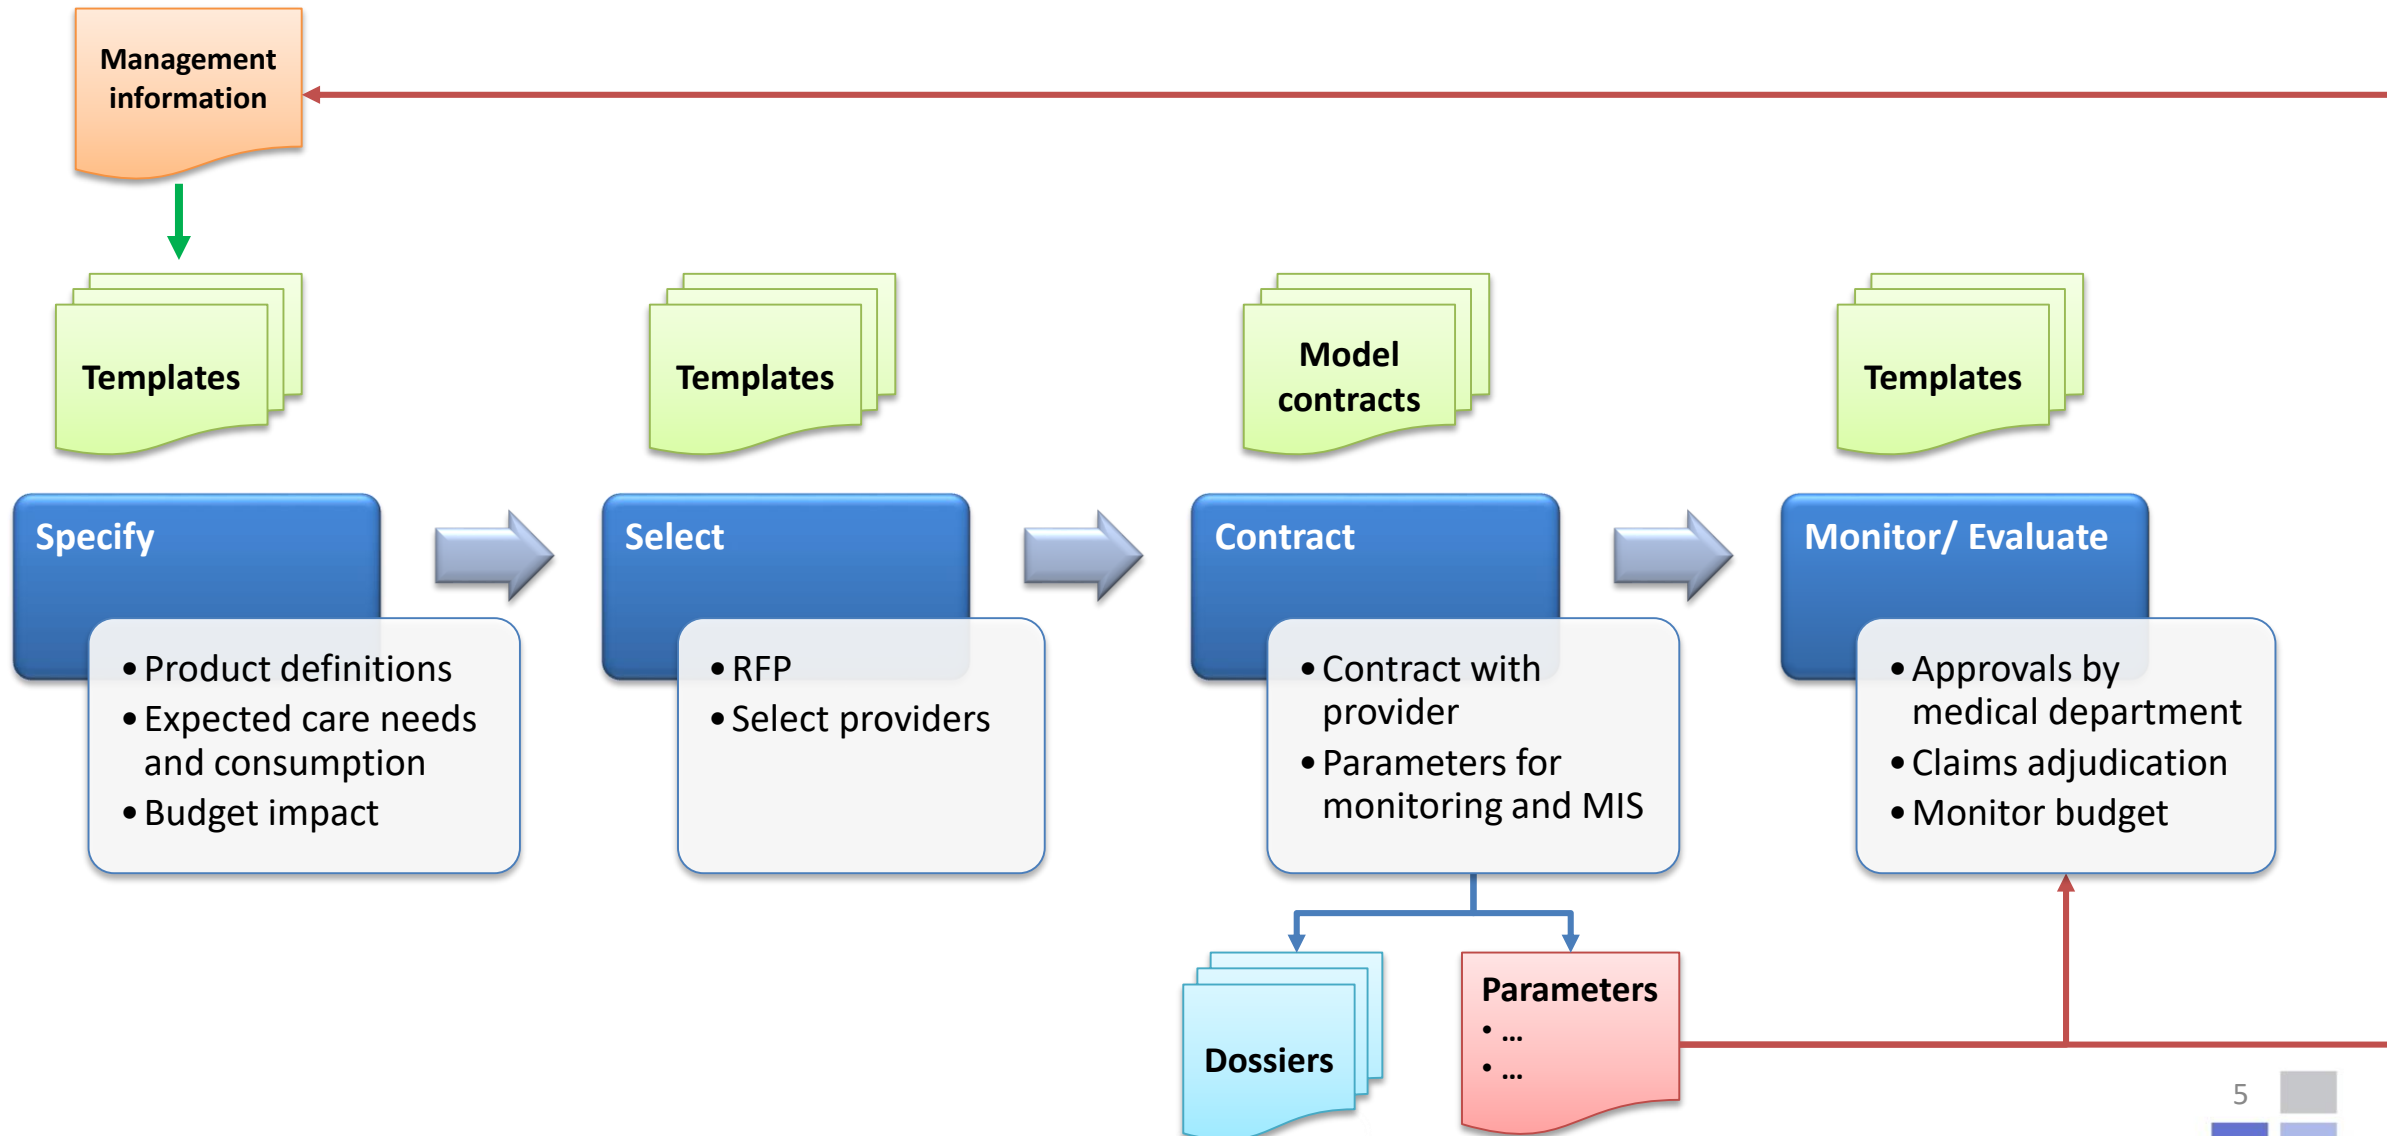 Management
information
Templates
Templates
Model
contracts
Templates
Specify
• Product definitions
• Expected care needs
and consumption
• Budget impact
Select
• RFP
• Select providers
Contract
• Contract with
provider
• Parameters for
monitoring and MIS
Monitor/ Evaluate
• Approvals by
medical department
• Claims adjudication
• Monitor budget
Dossiers
Parameters
• ...
• ...
5